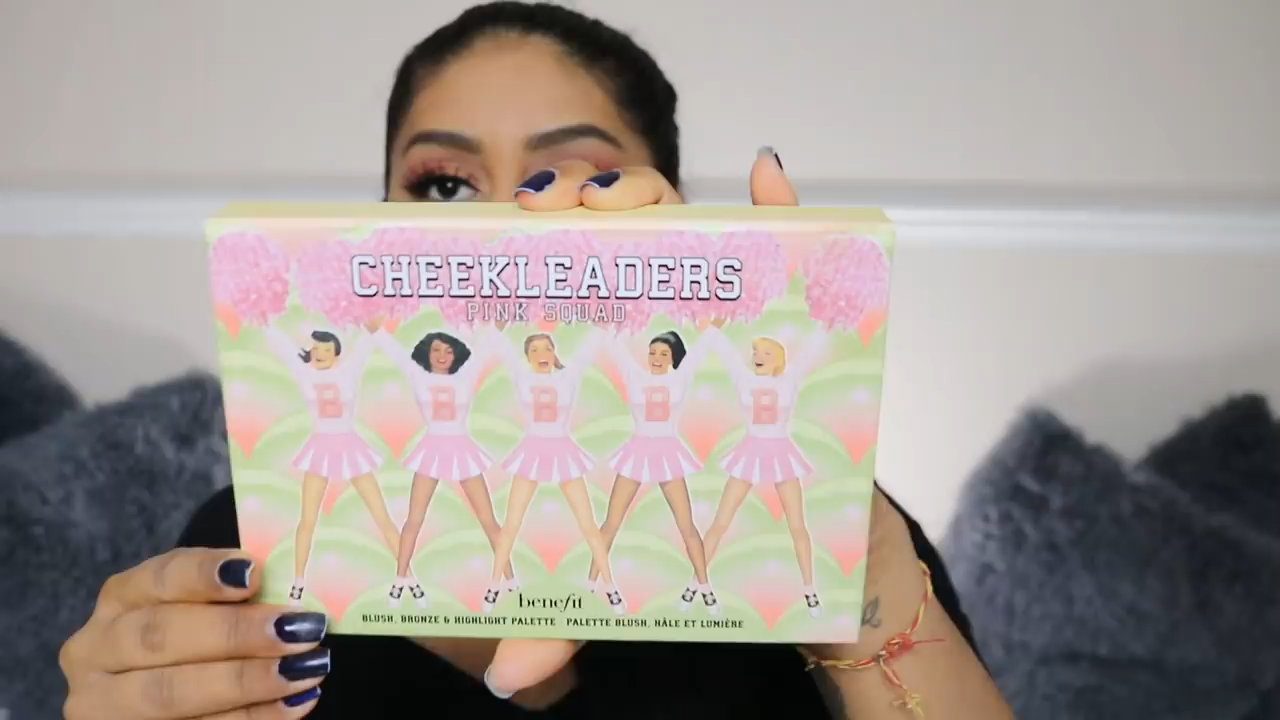 CHEEKLEADERS
PINK SQUAD
B B B B B
benefit
BLUSH, BRONZE & HIGHLIGHT PALETTE PALETTE BLUSH, HÂLE ET LUMIÈRE